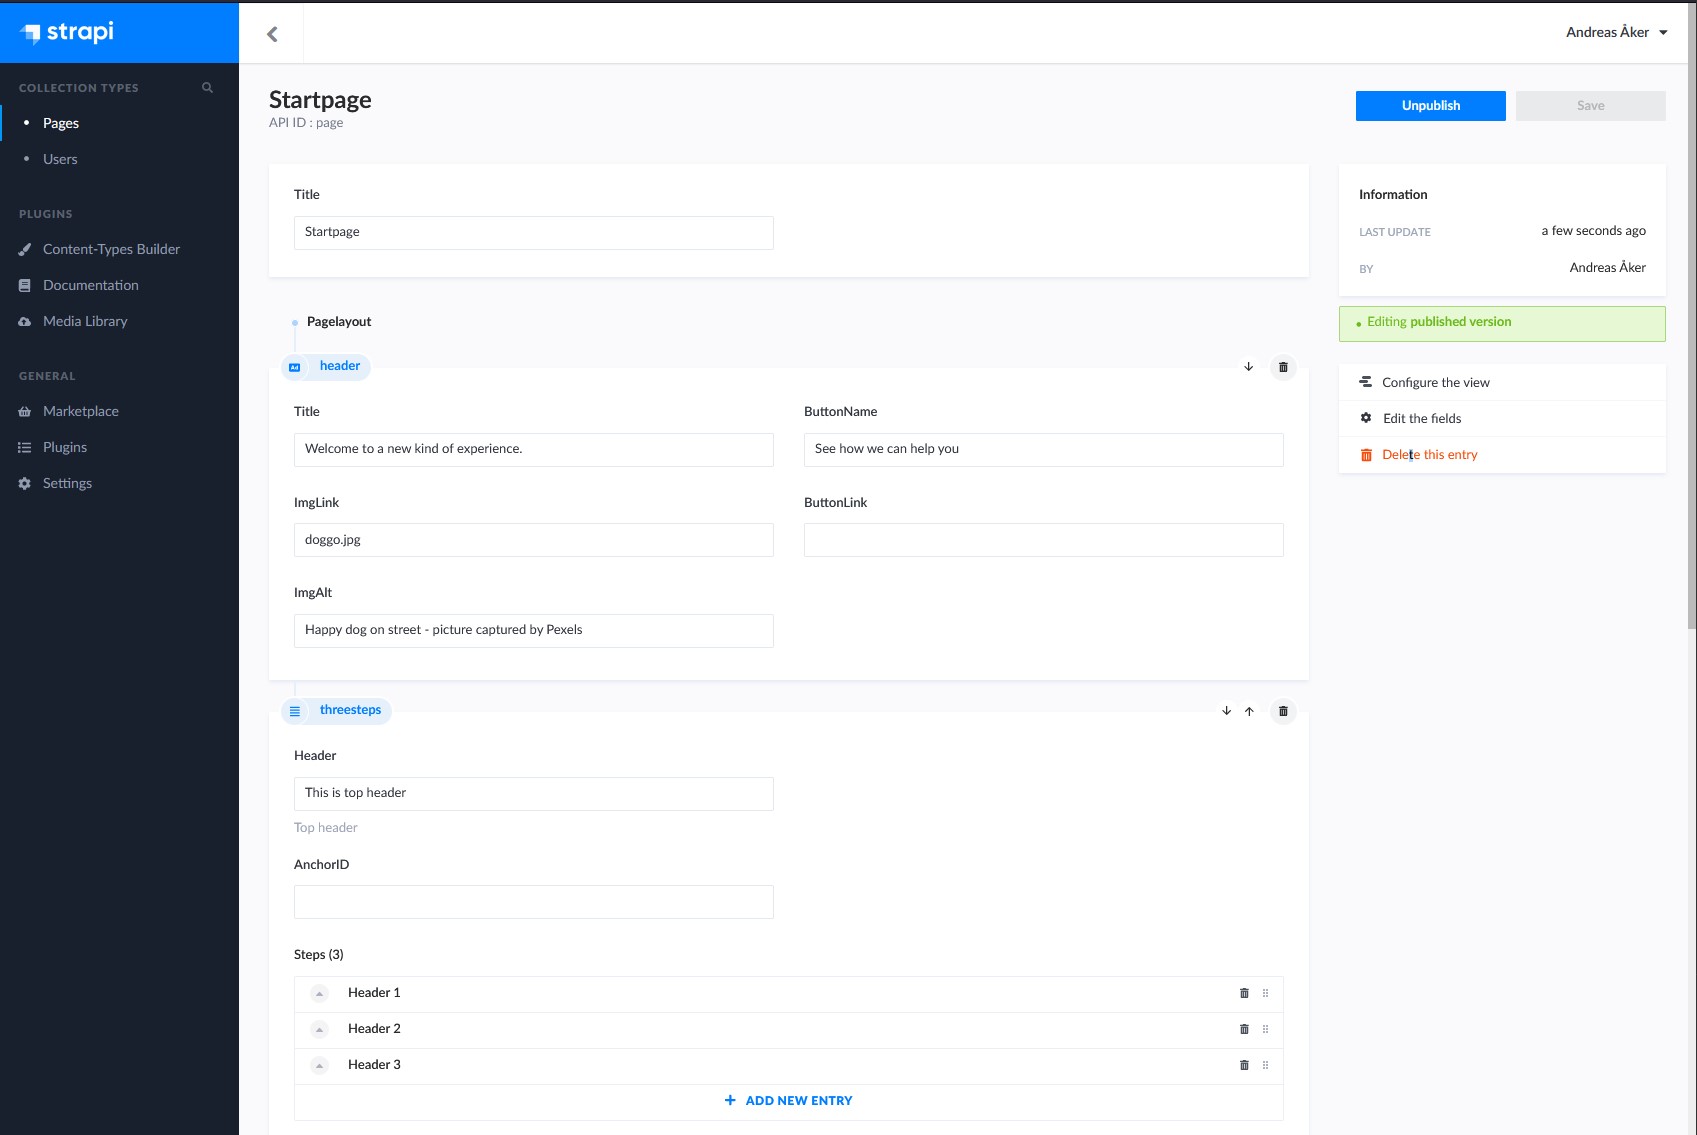 strapi
Andreas Åker
COLLECTION TYPES
Pages
Users
PLUGINS
Content-Types Builder
Documentation
Media Library
GENERAL
Marketplace
Plugins
Settings
Startpage
API ID : page
Unpublish
Save
Title
Startpage
Information
LAST UPDATE a few seconds ago
BY Andreas Åker
Editing published version
Configure the view
Edit the fields
Delete this entry
Pagelayout
Ad header
Title
Welcome to a new kind of experience.
ButtonName
See how we can help you
ImgLink
doggo.jpg
ButtonLink
ImgAlt
Happy dog on street - picture captured by Pexels
threesteps
Header
This is top header
Top header
AnchorID
Steps (3)
Header 1
Header 2
Header 3
+ ADD NEW ENTRY